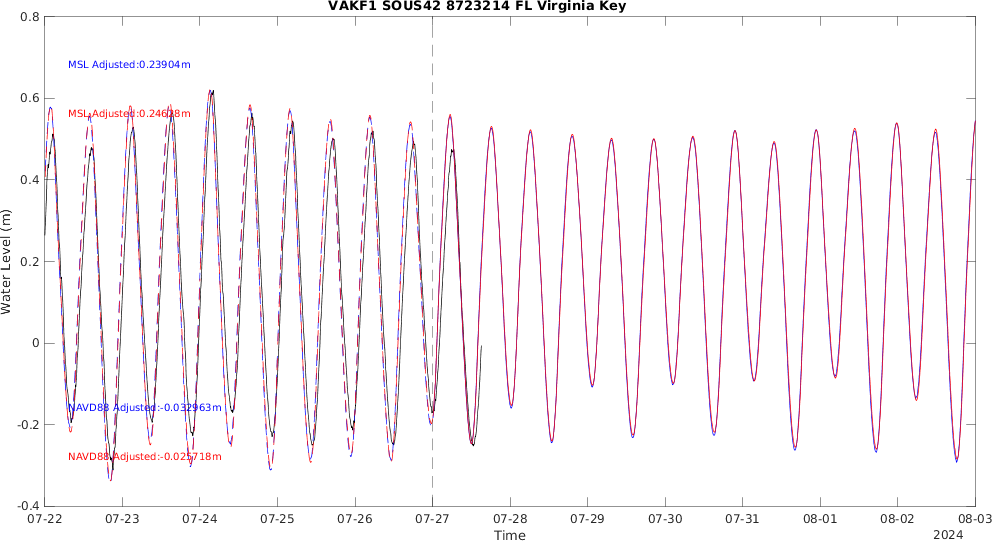 VAKF1 SOUS42 8723214 FL Virginia Key
0.8
0.6
0.4
0.2
0
-0.2
-0.4
Water Level (m)
MSL Adjusted:0.23904m
MSL Adjusted:0.24628m
NAVD88 Adjusted:-0.032963m
NAVD88 Adjusted:-0.025718m
07-22 07-23 07-24 07-25 07-26 07-27 07-28 07-29 07-30 07-31 08-01 08-02 08-03
Time
2024